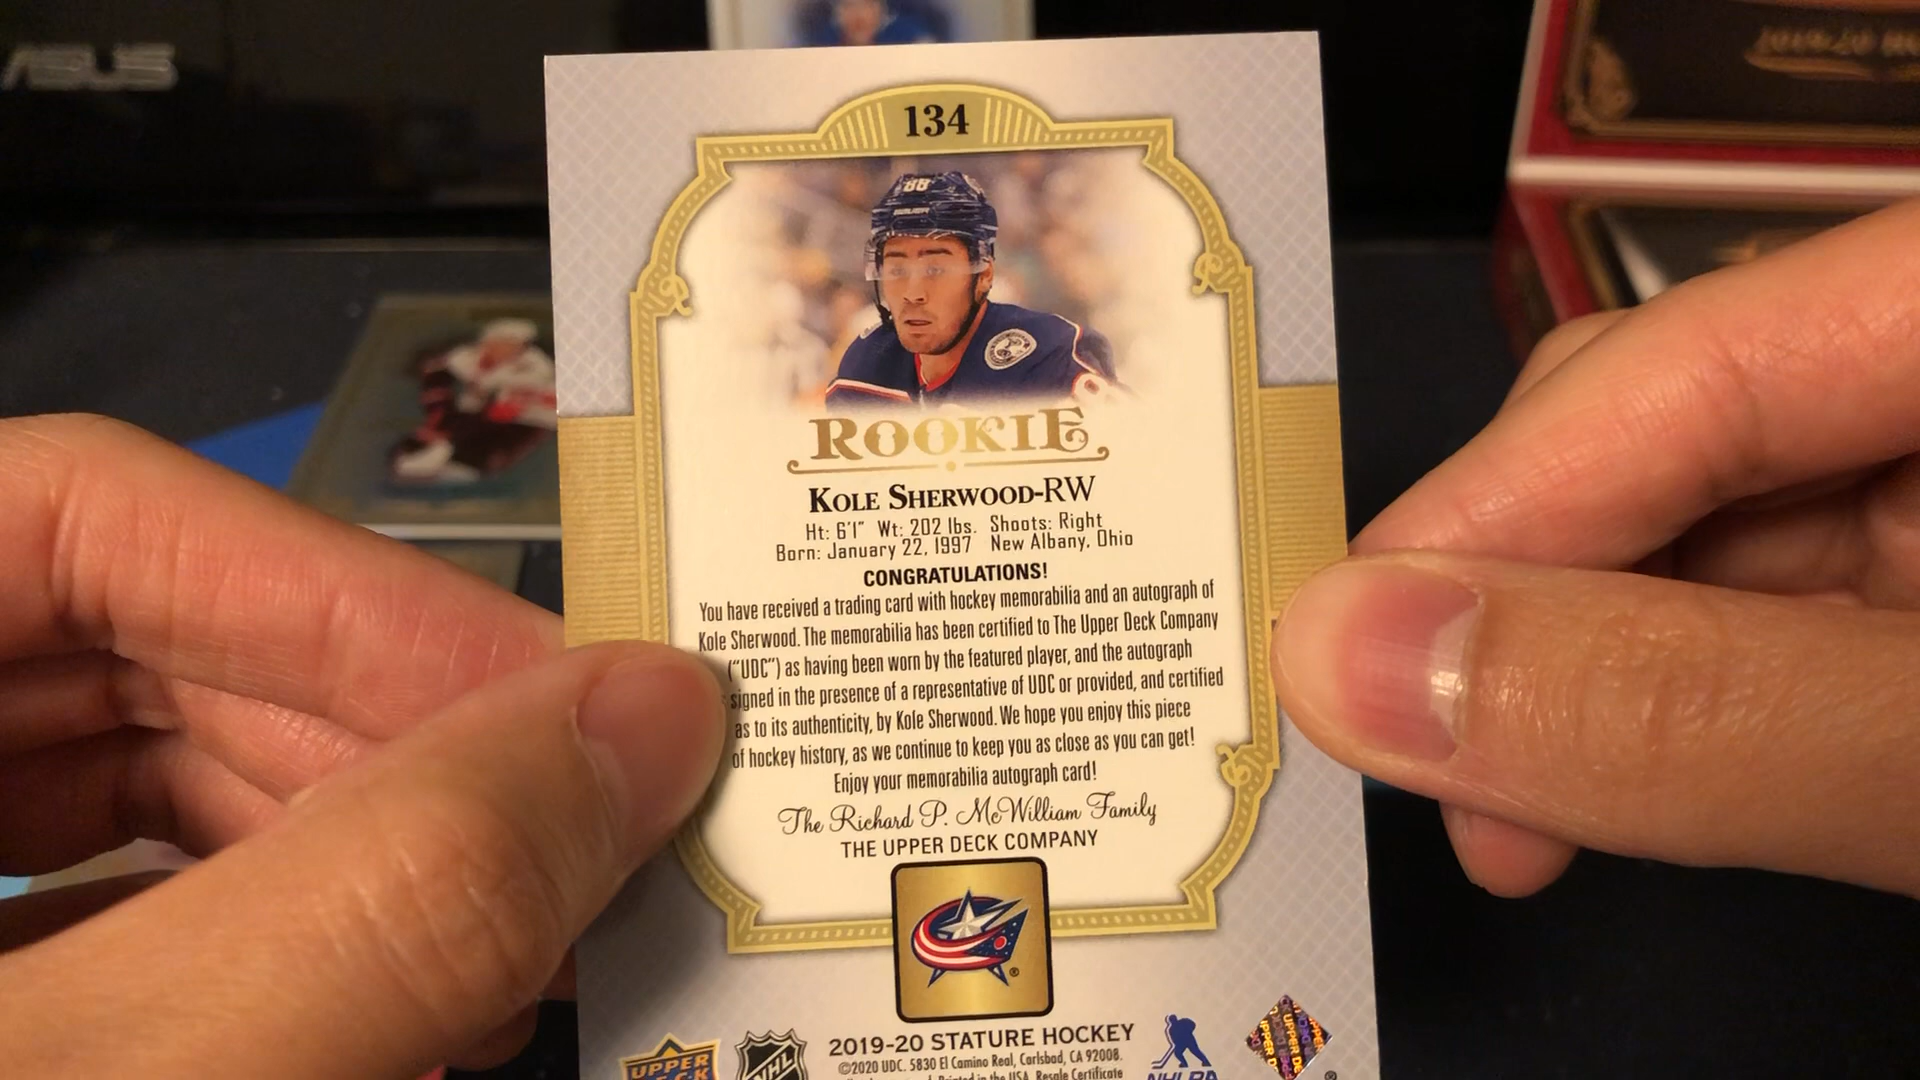 ASUS
134
88
ROOKIE
KOLE SHERWOOD-RW
Ht: 6'1" Wt: 202 lbs. Shoots: Right
Born: January 22, 1997 New Albany, Ohio
CONGRATULATIONS!
You have received a trading card with hockey memorabilia and an autograph of
Kole Sherwood. The memorabilia has been certified to The Upper Deck Company
("UDC") as having been worn by the featured player, and the autograph
signed in the presence of a representative of UDC or provided, and certified
as to its authenticity, by Kole Sherwood. We hope you enjoy this piece
of hockey history, as we continue to keep you as close as you can get!
Enjoy your memorabilia autograph card!
The Richard P. McWilliam Family
THE UPPER DECK COMPANY
®
UPPER DECK
NHL
2019-20 STATURE HOCKEY
©2020 UDC. 5830 El Camino Real, Carlsbad, CA 92008.
Printed in the USA. Resale Certificate
NHLPA
UPPER DE